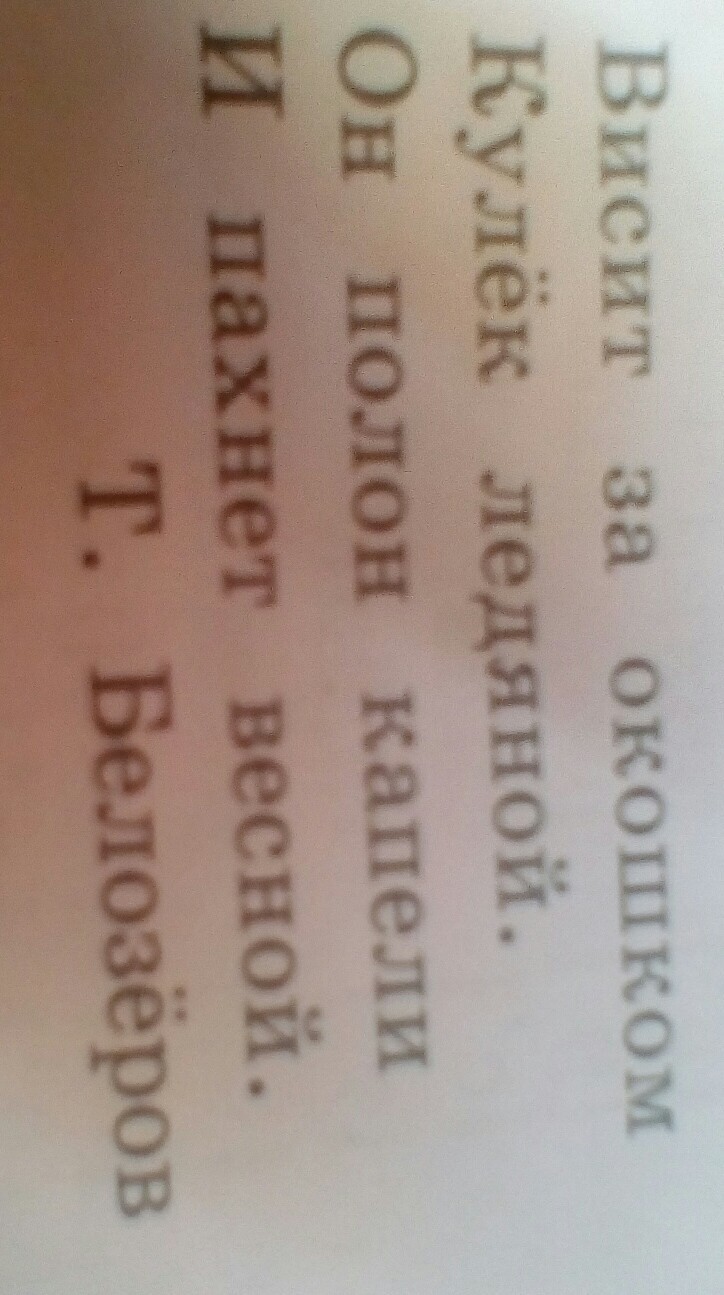 Висит за окошком
Кулёк ледяной.
Он полон капели
И пахнет весной.
Т. Белозёров